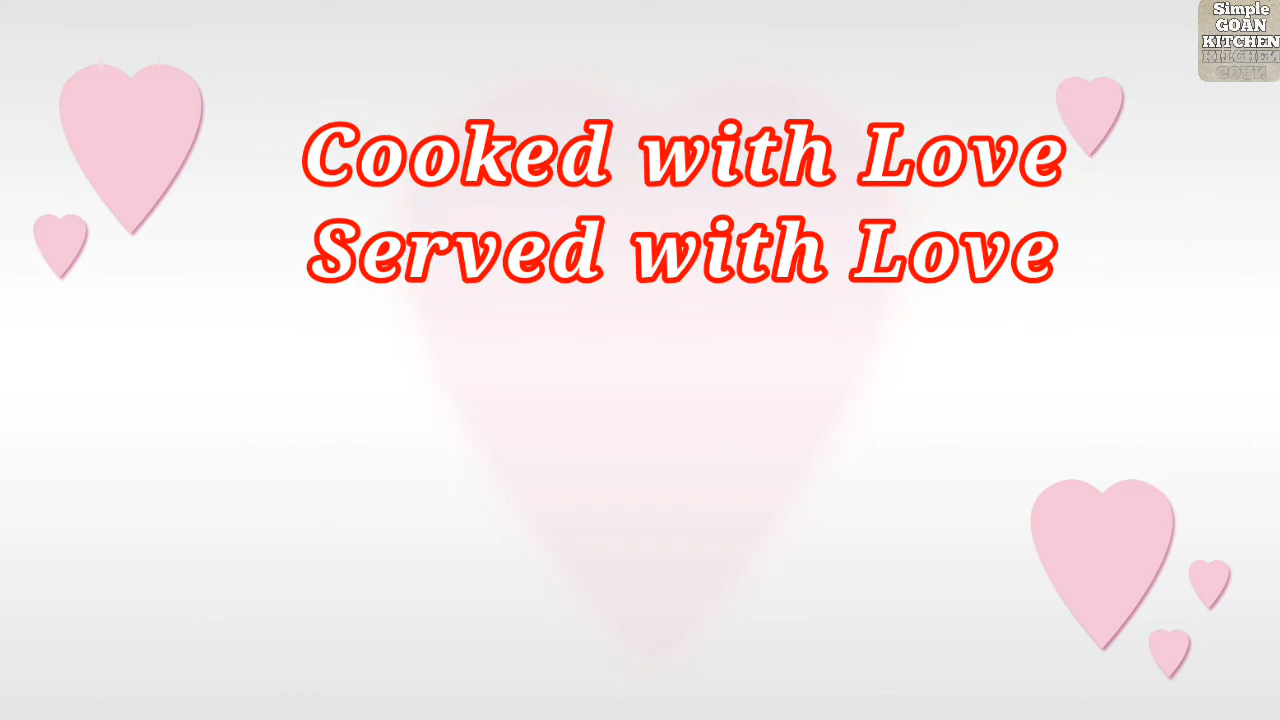 Simple
GOAN
KITCHEN
Cooked with Love
Served with Love